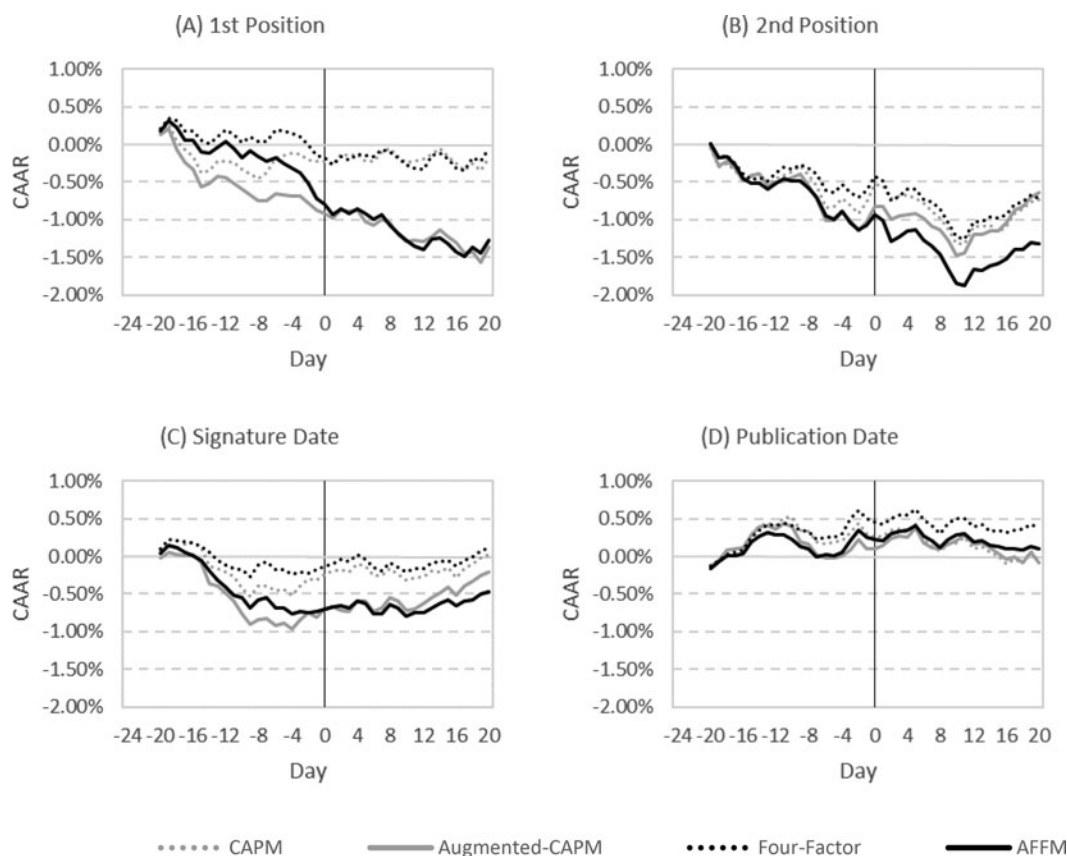 (A) 1st Position
1.00%
0.50%
0.00%
-0.50%
-1.00%
-1.50%
-2.00%
CAAR
-24 -20 -16 -12 -8 -4 0 4 8 12 16 20
Day
(B) 2nd Position
1.00%
0.50%
0.00%
-0.50%
-1.00%
-1.50%
-2.00%
CAAR
-24 -20 -16 -12 -8 -4 0 4 8 12 16 20
Day
(C) Signature Date
1.00%
0.50%
0.00%
-0.50%
-1.00%
-1.50%
-2.00%
CAAR
-24 -20 -16 -12 -8 -4 0 4 8 12 16 20
Day
(D) Publication Date
1.00%
0.50%
0.00%
-0.50%
-1.00%
-1.50%
-2.00%
CAAR
-24 -20 -16 -12 -8 -4 0 4 8 12 16 20
Day
CAPM Augmented-CAPM Four-Factor AFFM